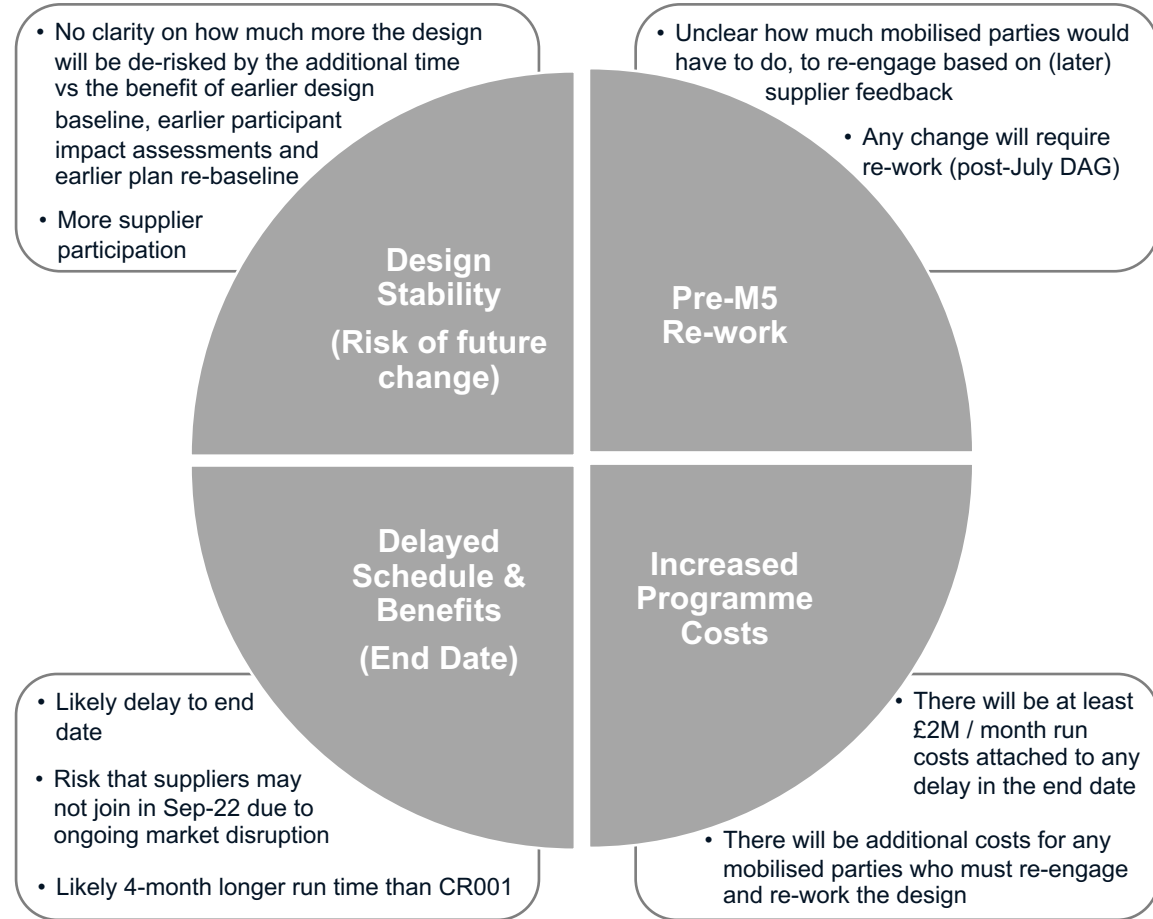 • No clarity on how much more the design
will be de-risked by the additional time
vs the benefit of earlier design
baseline, earlier participant
impact assessments and
earlier plan re-baseline
• More supplier
participation
• Unclear how much mobilised parties would
have to do, to re-engage based on (later)
supplier feedback
• Any change will require
re-work (post-July DAG)
Design
Stability
(Risk of future
change)
Pre-M5
Re-work
Delayed
Schedule &
Benefits
(End Date)
Increased
Programme
Costs
• Likely delay to end
date
• Risk that suppliers may
not join in Sep-22 due to
ongoing market disruption
• Likely 4-month longer run time than CR001
• There will be at least
£2M / month run
costs attached to any
delay in the end date
• There will be additional costs for any
mobilised parties who must re-engage
and re-work the design